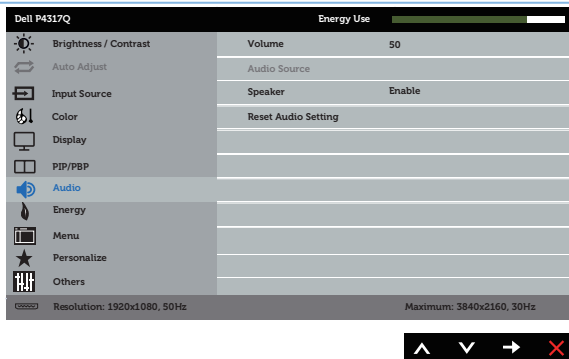 Dell P4317Q Energy Use
Brightness / Contrast Volume 50
Auto Adjust Audio Source
Input Source Speaker Enable
Color Reset Audio Setting
Display
PIP/PBP
Audio
Energy
Menu
Personalize
Others
Resolution: 1920x1080, 50Hz Maximum: 3840x2160, 30Hz